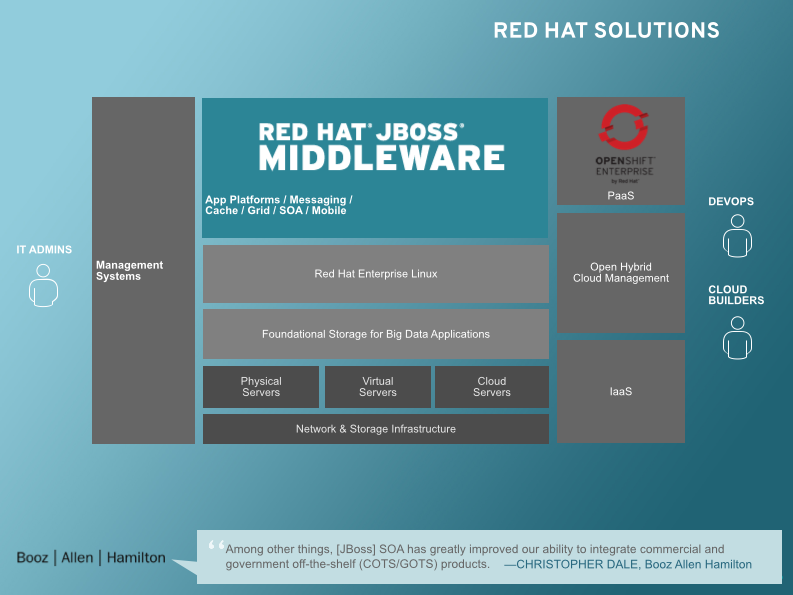 RED HAT SOLUTIONS
RED HAT® JBOSS®
MIDDLEWARE
App Platforms / Messaging /
Cache / Grid / SOA / Mobile
OPENSHIFT™
ENTERPRISE
by Red Hat®
PaaS
DEVOPS
IT ADMINS
Management
Systems
Red Hat Enterprise Linux
Open Hybrid
Cloud Management
CLOUD
BUILDERS
Foundational Storage for Big Data Applications
Physical
Servers
Virtual
Servers
Cloud
Servers
IaaS
Network & Storage Infrastructure
Booz | Allen | Hamilton
“Among other things, [JBoss] SOA has greatly improved our ability to integrate commercial and
government off-the-shelf (COTS/GOTS) products. —CHRISTOPHER DALE, Booz Allen Hamilton